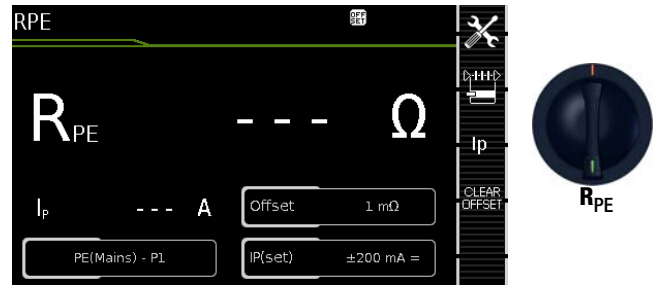 RPE
OFF
SET
RPE
--- Ω
Ip
IP
--- A
Offset
1 mΩ
CLEAR
OFFSET
PE(Mains) - P1
IP(set)
±200 mA =
RPE